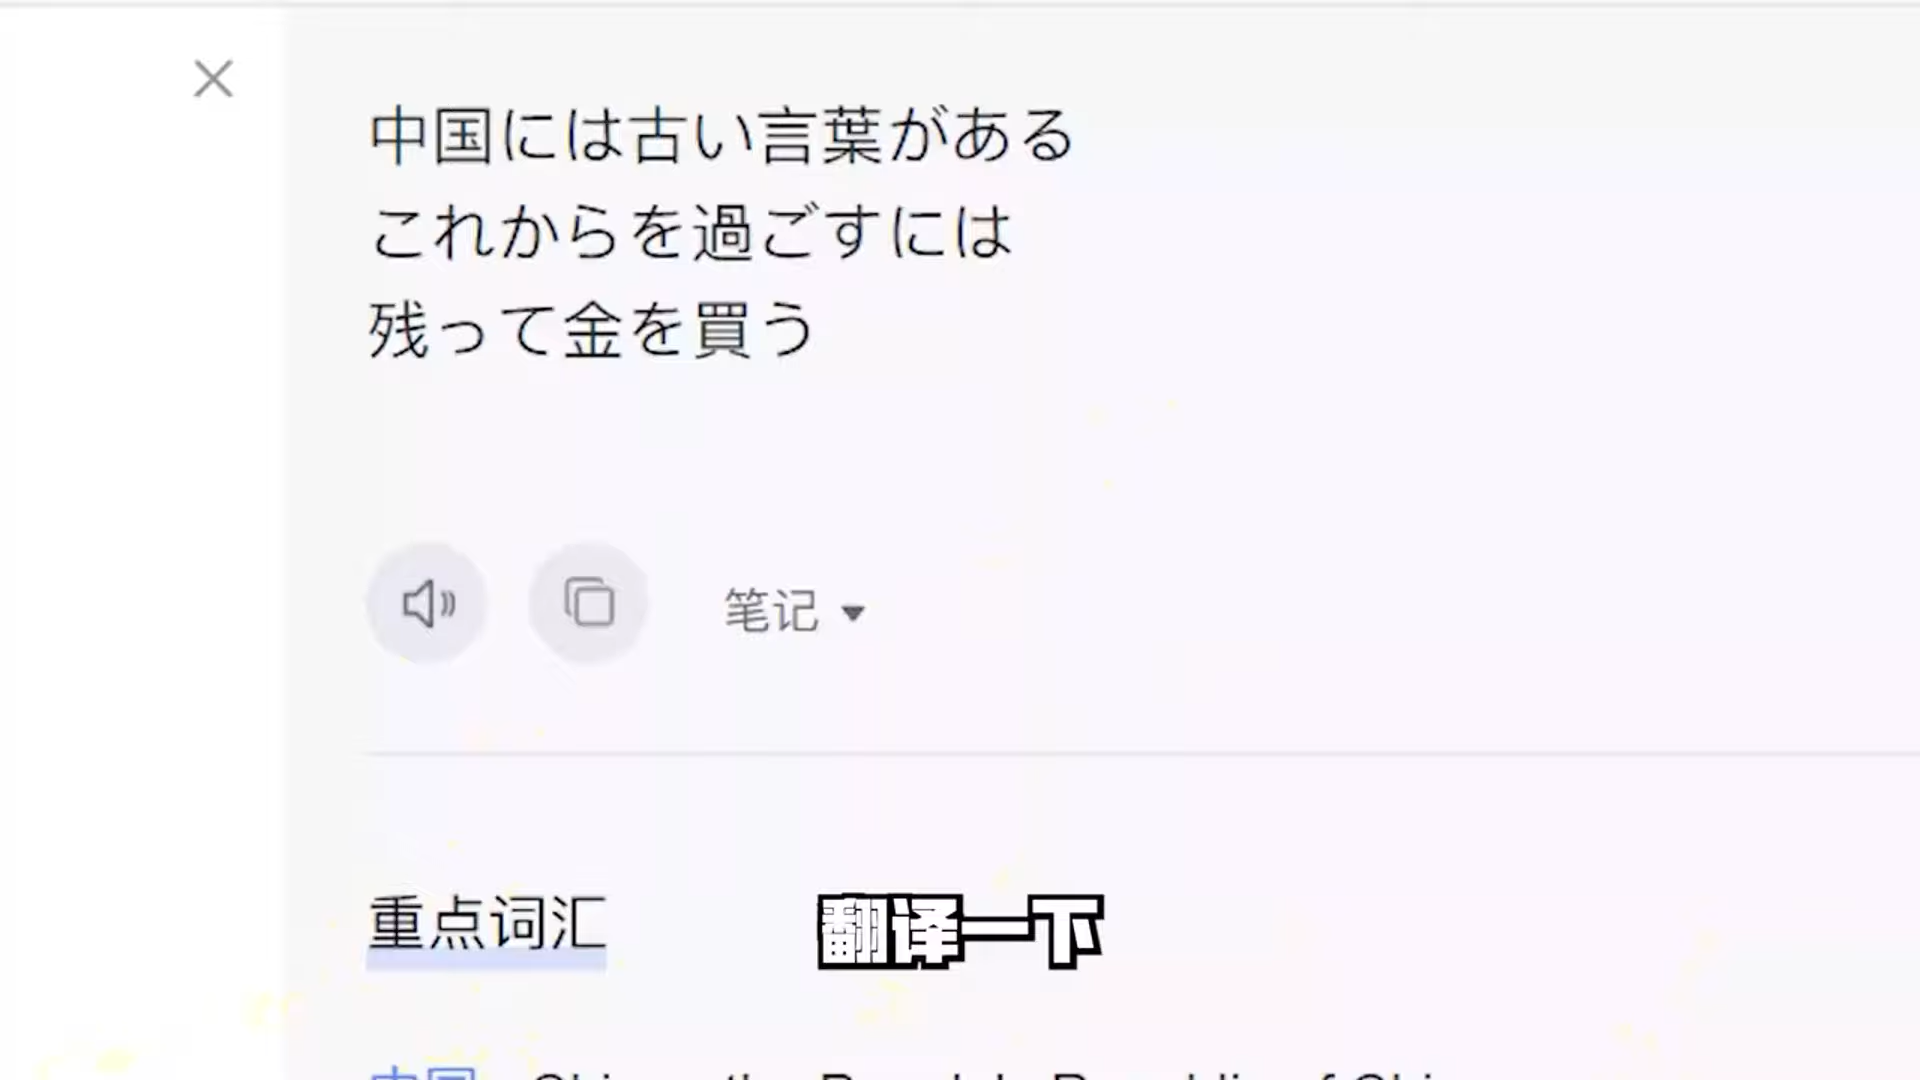 中国には古い言葉がある
これからを過ごすには
残って金を買う
笔记
重点词汇
翻译一下
中国